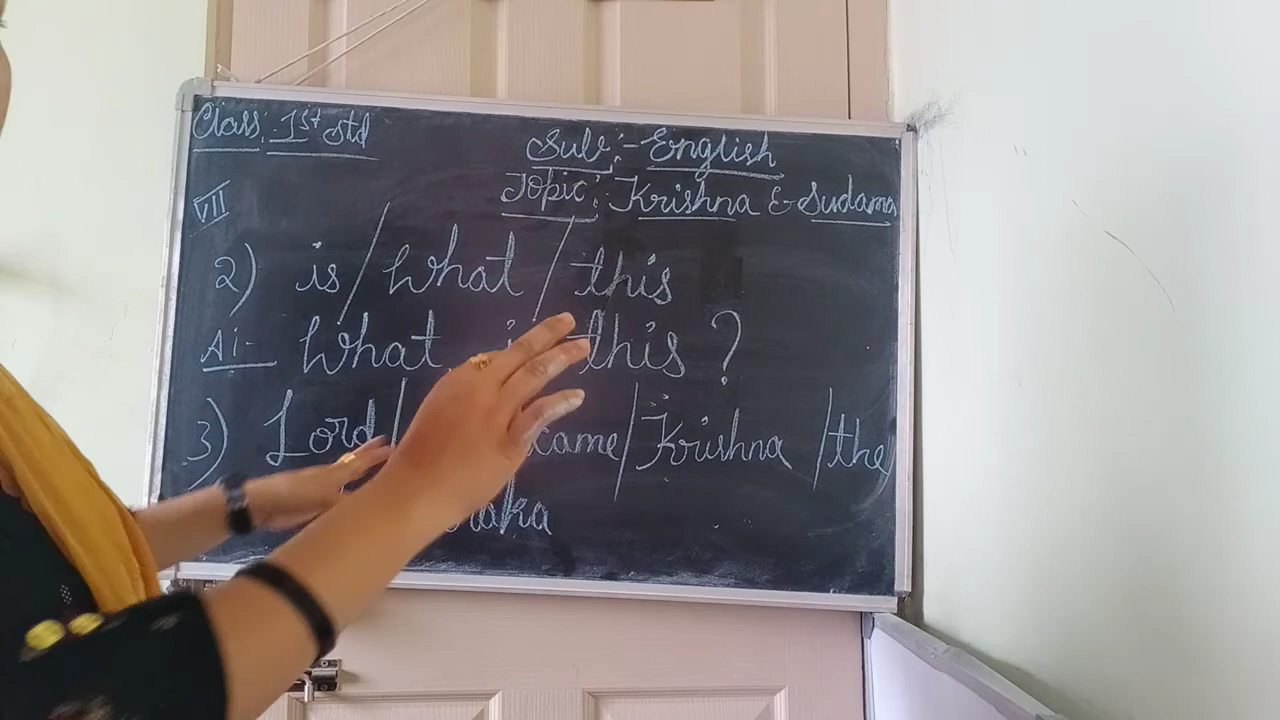 Class: 1st std
Sub:- English
Topic: Krishna & Sudama
VII
2) is/What/this
A:- What this?
3) Lord/ came/Krishna/the